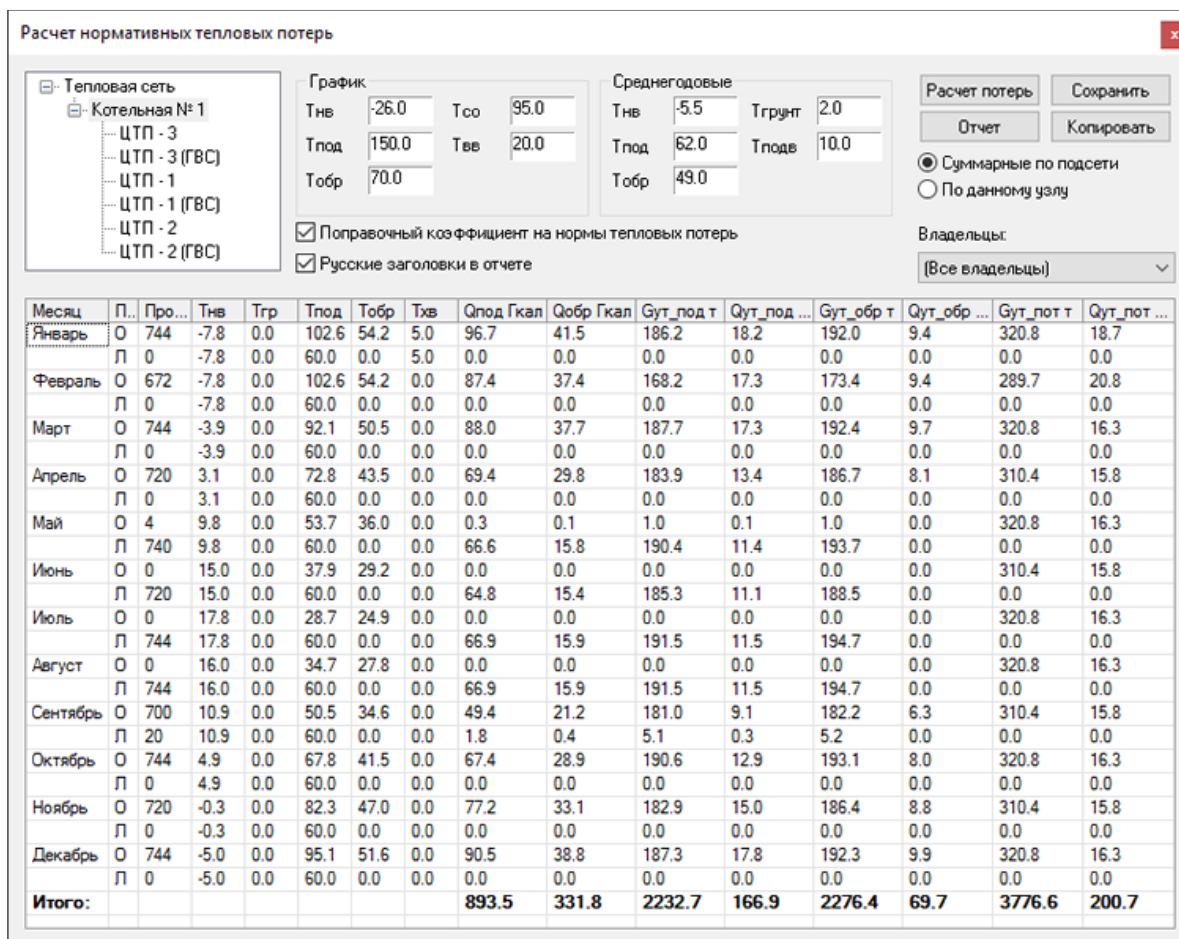 Расчет нормативных тепловых потерь
x
Тепловая сеть
Котельная № 1
ЦТП - 3
ЦТП - 3 (ГВС)
ЦТП - 1
ЦТП - 1 (ГВС)
ЦТП - 2
ЦТП - 2 (ГВС)
График
Тнв -26.0 Тсо 95.0
Тпод 150.0 Твв 20.0
Тобр 70.0
Среднегодовые
Тнв -5.5 Тгрунт 2.0
Тпод 62.0 Тподв 10.0
Тобр 49.0
Расчет потерь Сохранить
Отчет Копировать
Суммарные по подсети
По данному узлу
Поправочный коэффициент на нормы тепловых потерь
Русские заголовки в отчете
Владельцы:
(Все владельцы)
Месяц П.. Про... Тнв Тгр Тпод Тобр Тхв Qпод Гкал Qобр Гкал Gут_под т Qут_под ... Gут_обр т Qут_обр ... Gут_пот т Qут_пот ...
Январь О 744 -7.8 0.0 102.6 54.2 5.0 96.7 41.5 186.2 18.2 192.0 9.4 320.8 18.7
Л 0 -7.8 0.0 60.0 0.0 5.0 0.0 0.0 0.0 0.0 0.0 0.0 0.0 0.0
Февраль О 672 -7.8 0.0 102.6 54.2 0.0 87.4 37.4 168.2 17.3 173.4 9.4 289.7 20.8
Л 0 -7.8 0.0 60.0 0.0 0.0 0.0 0.0 0.0 0.0 0.0 0.0 0.0 0.0
Март О 744 -3.9 0.0 92.1 50.5 0.0 88.0 37.7 187.7 17.3 192.4 9.7 320.8 16.3
Л 0 -3.9 0.0 60.0 0.0 0.0 0.0 0.0 0.0 0.0 0.0 0.0 0.0 0.0
Апрель О 720 3.1 0.0 72.8 43.5 0.0 69.4 29.8 183.9 13.4 186.7 8.1 310.4 15.8
Л 0 3.1 0.0 60.0 0.0 0.0 0.0 0.0 0.0 0.0 0.0 0.0 0.0 0.0
Май О 4 9.8 0.0 53.7 36.0 0.0 0.3 0.1 1.0 0.1 1.0 0.0 320.8 16.3
Л 740 9.8 0.0 60.0 0.0 0.0 66.6 15.8 190.4 11.4 193.7 0.0 0.0 0.0
Июнь О 0 15.0 0.0 37.9 29.2 0.0 0.0 0.0 0.0 0.0 0.0 0.0 310.4 15.8
Л 720 15.0 0.0 60.0 0.0 0.0 64.8 15.4 185.3 11.1 188.5 0.0 0.0 0.0
Июль О 0 17.8 0.0 28.7 24.9 0.0 0.0 0.0 0.0 0.0 0.0 0.0 320.8 16.3
Л 744 17.8 0.0 60.0 0.0 0.0 66.9 15.9 191.5 11.5 194.7 0.0 0.0 0.0
Август О 0 16.0 0.0 34.7 27.8 0.0 0.0 0.0 0.0 0.0 0.0 0.0 320.8 16.3
Л 744 16.0 0.0 60.0 0.0 0.0 66.9 15.9 191.5 11.5 194.7 0.0 0.0 0.0
Сентябрь О 700 10.9 0.0 50.5 34.6 0.0 49.4 21.2 181.0 9.1 182.2 6.3 310.4 15.8
Л 20 10.9 0.0 60.0 0.0 0.0 1.8 0.4 5.1 0.3 5.2 0.0 0.0 0.0
Октябрь О 744 4.9 0.0 67.8 41.5 0.0 67.4 28.9 190.6 12.9 193.1 8.0 320.8 16.3
Л 0 4.9 0.0 60.0 0.0 0.0 0.0 0.0 0.0 0.0 0.0 0.0 0.0 0.0
Ноябрь О 720 -0.3 0.0 82.3 47.0 0.0 77.2 33.1 182.9 15.0 186.4 8.8 310.4 15.8
Л 0 -0.3 0.0 60.0 0.0 0.0 0.0 0.0 0.0 0.0 0.0 0.0 0.0 0.0
Декабрь О 744 -5.0 0.0 95.1 51.6 0.0 90.5 38.8 187.3 17.8 192.3 9.9 320.8 16.3
Л 0 -5.0 0.0 60.0 0.0 0.0 0.0 0.0 0.0 0.0 0.0 0.0 0.0 0.0
Итого: 893.5 331.8 2232.7 166.9 2276.4 69.7 3776.6 200.7